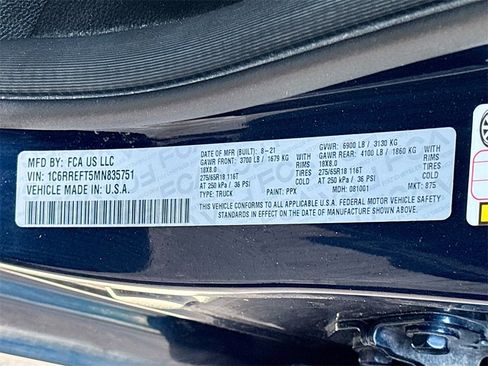 MFD. BY: FCA US LLC
VIN: 1C6RREFT5MN835751
VEHICLE MADE IN: U.S.A.
DATE OF MFR(BUILT): 8-21
GVWR: 6900 LB / 3130 KG
GAWR FRONT: 3700 LB / 1679 KG WITH
GAWR REAR: 4100 LB / 1860 KG WITH
18X8.0 RIMS
18X8.0 RIMS
275/65R18 116T TIRES
275/65R18 116T TIRES
AT 250 kPa / 36 PSI COLD
AT 250 kPa / 36 PSI COLD
TYPE: TRUCK PAINT: PPX MDH: 081001 MKT: 875
THIS VEHICLE CONFORMS TO ALL APPLICABLE U.S.A. FEDERAL MOTOR VEHICLE SAFETY
STANDARDS IN EFFECT ON THE DATE OF MANUFACTURE SHOWN ABOVE.